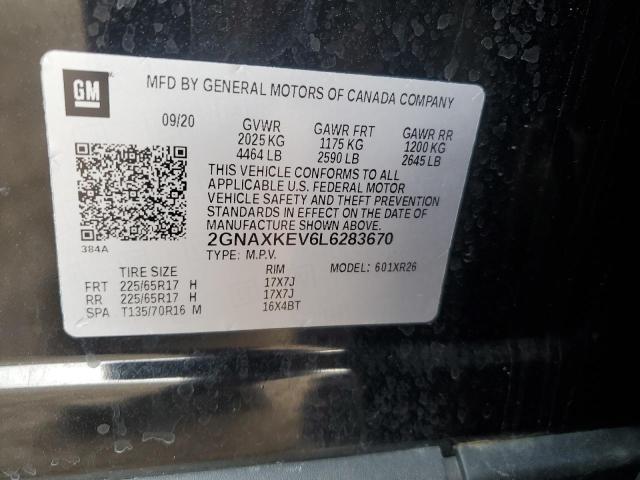 GM
MFD BY GENERAL MOTORS OF CANADA COMPANY
09/20 GVWR GAWR FRT GAWR RR
2025 KG 1175 KG 1200 KG
4464 LB 2590 LB 2645 LB
THIS VEHICLE CONFORMS TO ALL
APPLICABLE U.S. FEDERAL MOTOR
VEHICLE SAFETY AND THEFT PREVENTION
STANDARDS IN EFFECT ON THE DATE OF
MANUFACTURE SHOWN ABOVE.
384A 2GNAXKEV6L6283670
TYPE: M.P.V. MODEL: 601XR26
TIRE SIZE RIM
FRT 225/65R17 H 17X7J
RR 225/65R17 H 17X7J
SPA T135/70R16 M 16X4BT